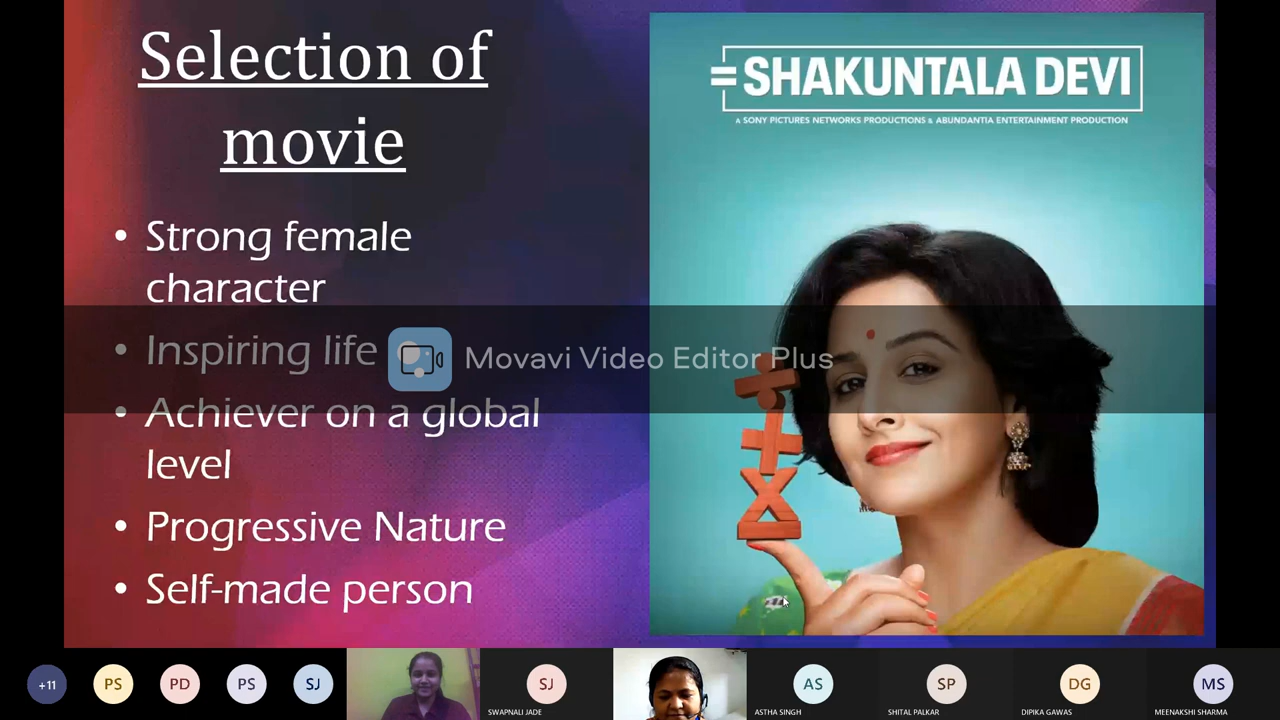 Selection of
movie
=SHAKUNTALA DEVI
A SONY PICTURES NETWORKS PRODUCTIONS & ABUNDANTIA ENTERTAINMENT PRODUCTION
• Strong female
character
• Inspiring life
Movavi Video Editor Plus
• Achiever on a global
level
• Progressive Nature
• Self-made person
+11
PS
PD
PS
SJ
SJ
SWAPNALI JADE
AS
ASTHA SINGH
SP
SHITAL PALKAR
DG
DIPIKA GAWAS
MS
MEENAKSHI SHARMA